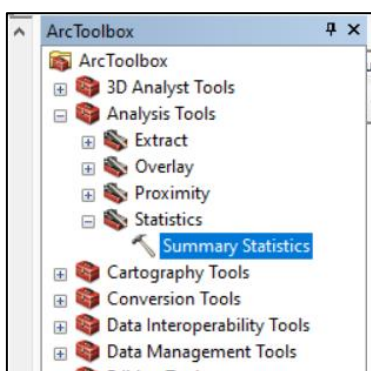 ArcToolbox
ArcToolbox
3D Analyst Tools
Analysis Tools
Extract
Overlay
Proximity
Statistics
Summary Statistics
Cartography Tools
Conversion Tools
Data Interoperability Tools
Data Management Tools